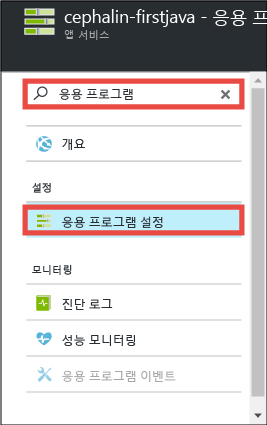 cephalin-firstjava - 응용 프
앱 서비스
응용 프로그램
개요
설정
응용 프로그램 설정
모니터링
진단 로그
성능 모니터링
응용 프로그램 이벤트